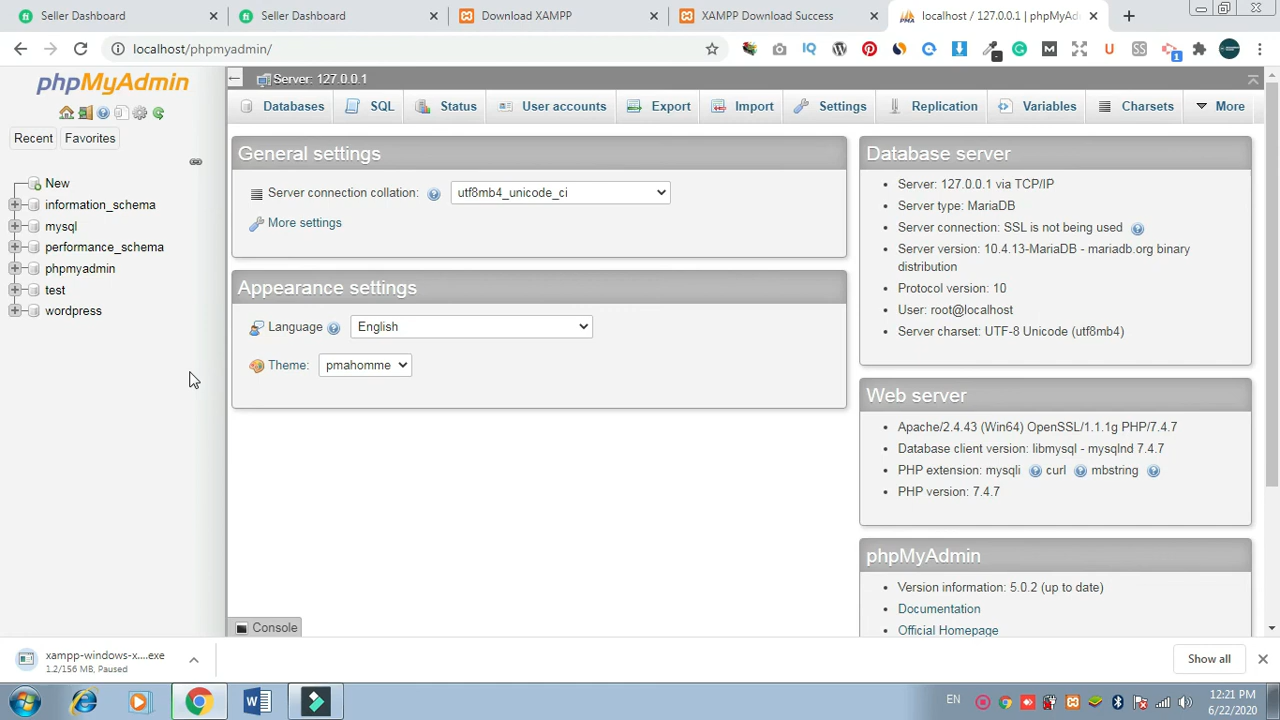 Seller Dashboard
Seller Dashboard
Download XAMPP
XAMPP Download Success
localhost / 127.0.0.1 | phpMyAd
localhost/phpmyadmin/
phpMyAdmin
Recent
Favorites
New
information_schema
mysql
performance_schema
phpmyadmin
test
wordpress
Server: 127.0.0.1
Databases
SQL
Status
User accounts
Export
Import
Settings
Replication
Variables
Charsets
More
General settings
Server connection collation:
utf8mb4_unicode_ci
More settings
Appearance settings
Language
English
Theme:
pmahomme
Database server
Server: 127.0.0.1 via TCP/IP
Server type: MariaDB
Server connection: SSL is not being used
Server version: 10.4.13-MariaDB - mariadb.org binary
distribution
Protocol version: 10
User: root@localhost
Server charset: UTF-8 Unicode (utf8mb4)
Web server
Apache/2.4.43 (Win64) OpenSSL/1.1.1g PHP/7.4.7
Database client version: libmysql - mysqlnd 7.4.7
PHP extension: mysqli curl mbstring
PHP version: 7.4.7
phpMyAdmin
Version information: 5.0.2 (up to date)
Documentation
Official Homepage
Console
xampp-windows-x....exe
1.2/156 MB, Paused
Show all
EN
12:21 PM
6/22/2020